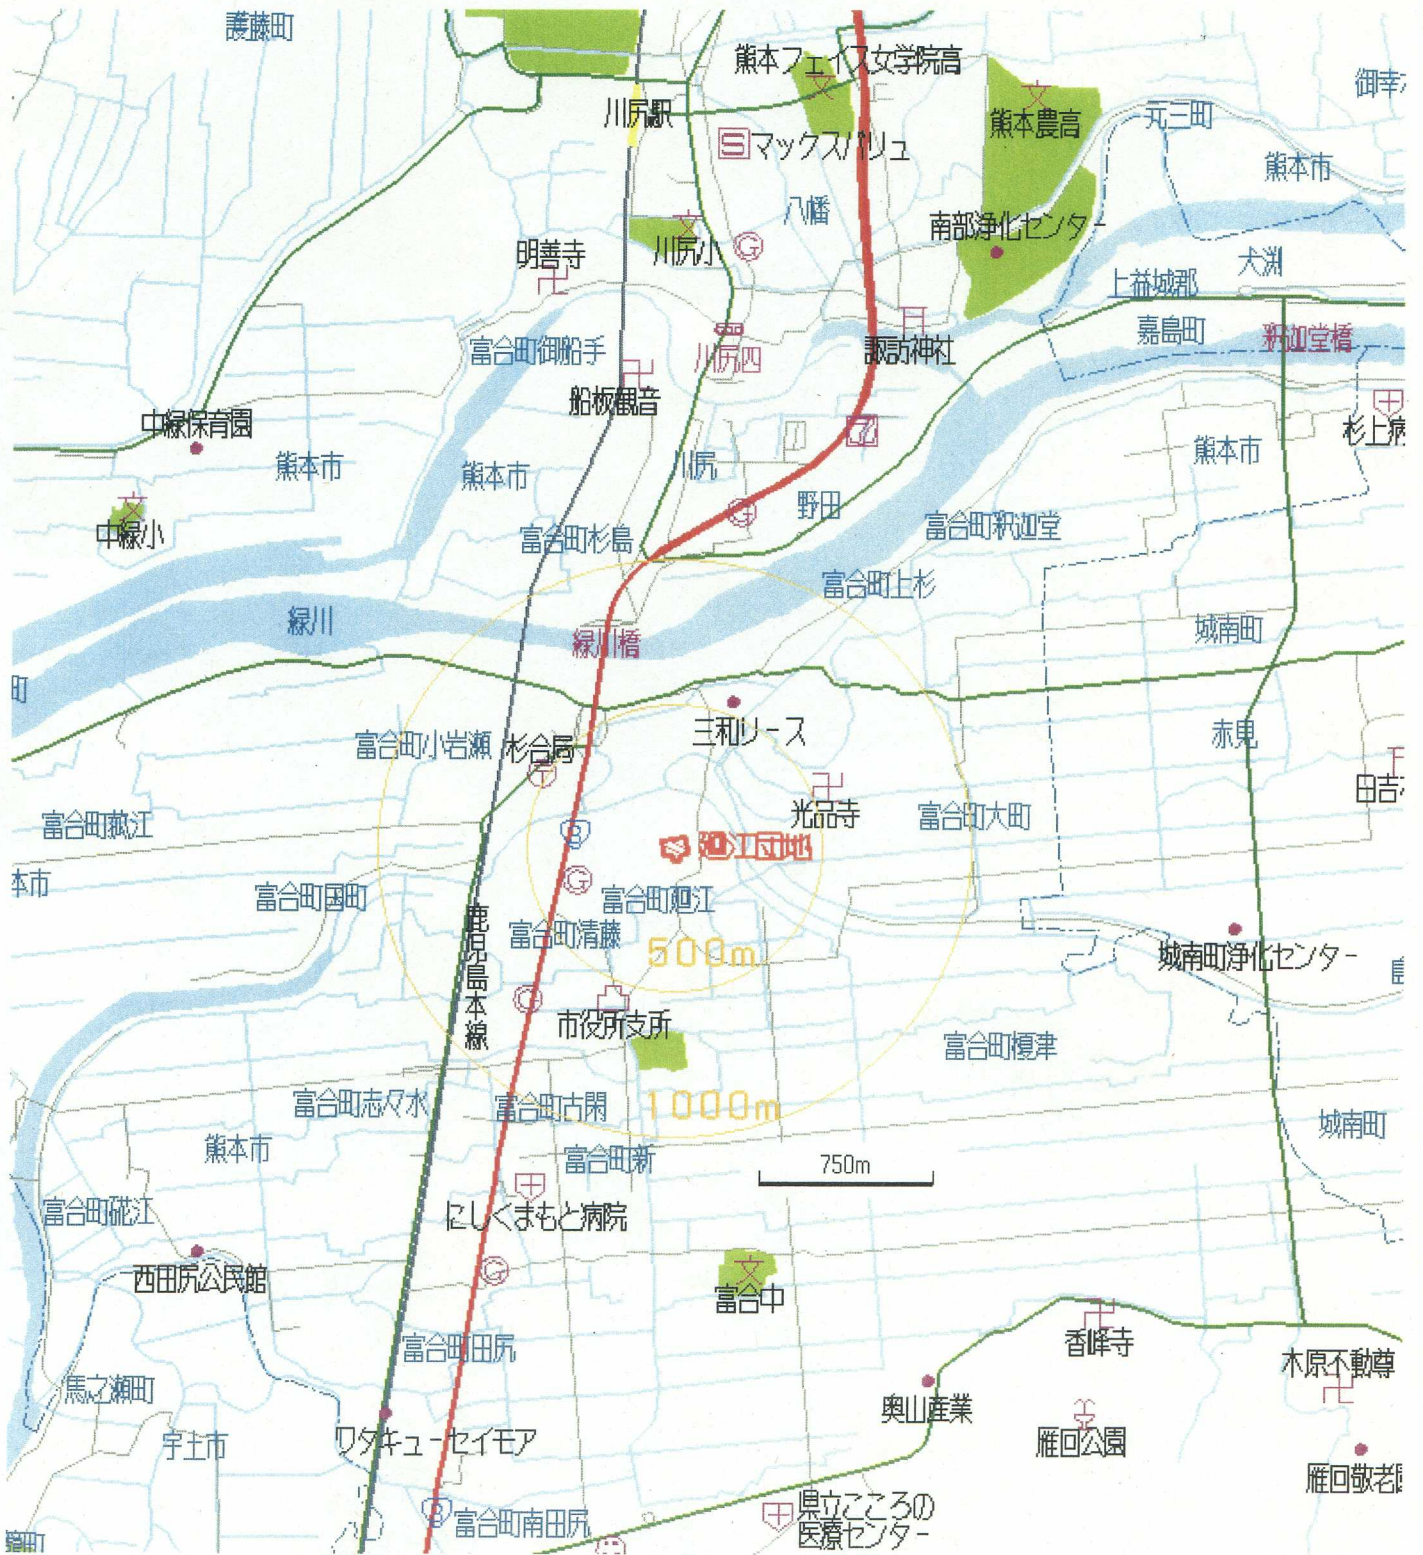 護藤町
熊本フェイス女学院高
川尻駅
熊本農高
元三町
マックスバリュ
熊本市
八幡
南部浄化センター
川尻小
明善寺
犬渕
上益城郡
嘉島町
釈迦堂橋
富合町御船手
川尻四
諏訪神社
船板観音
中緑保育園
熊本市
熊本市
川尻
熊本市
野田
中緑小
富合町杉島
富合町釈迦堂
富合町上杉
緑川
緑川橋
城南町
町
三和リース
富合町小岩瀬
杉合局
赤見
光品寺
富合町大町
富合町菰江
廻江団地
本市
富合町国町
富合町廻江
鹿児島本線
富合町清藤
500m
城南町浄化センター
市役所支所
富合町榎津
富合町志々水
富合町古閑
1000m
城南町
熊本市
富合町新
750m
富合町硴江
にしくまもと病院
西田尻公民館
富合中
富合町田尻
香峰寺
木原不動尊
馬之瀬町
奥山産業
宇土市
ワタキューセイモア
雁回公園
雁回敬老
県立こころの
医療センター
富合町南田尻
3